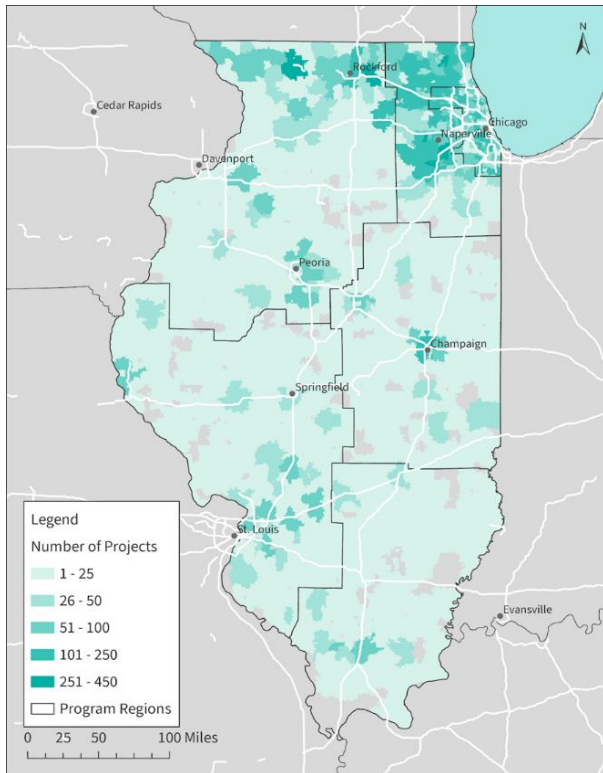 N
Rockford
Cedar Rapids
Chicago
Naperville
Davenport
Peoria
Champaign
Springfield
Legend
Number of Projects
1 - 25
26 - 50
51 - 100
101 - 250
251 - 450
Program Regions
St. Louis
Evansville
0 25 50 100 Miles